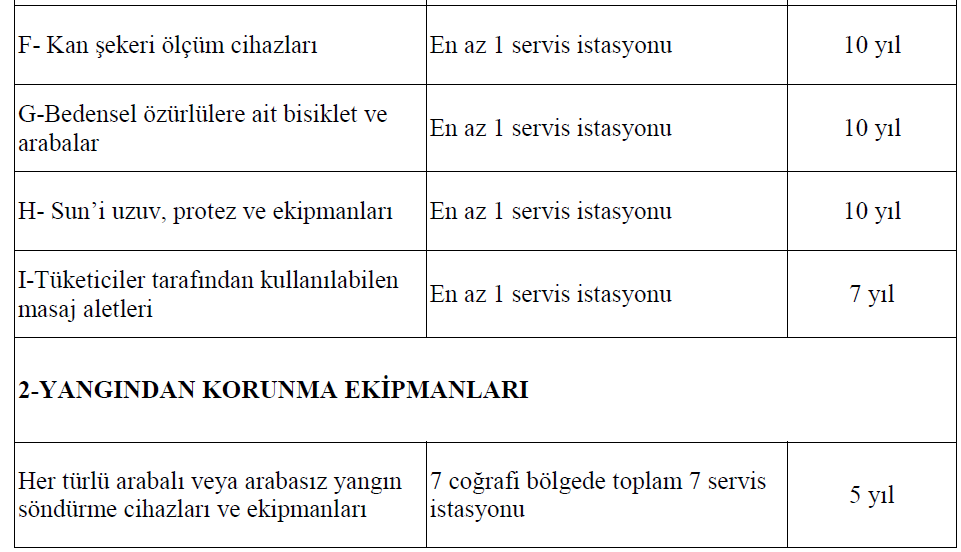 F- Kan şekeri ölçüm cihazları
En az 1 servis istasyonu
10 yıl
G-Bedensel özürlülere ait bisiklet ve
arabalar
En az 1 servis istasyonu
10 yıl
H- Sun’i uzuv, protez ve ekipmanları
En az 1 servis istasyonu
10 yıl
I-Tüketiciler tarafından kullanılabilen
masaj aletleri
En az 1 servis istasyonu
7 yıl
2-YANGINDAN KORUNMA EKİPMANLARI
Her türlü arabalı veya arabasız yangın
söndürme cihazları ve ekipmanları
7 coğrafi bölgede toplam 7 servis
istasyonu
5 yıl